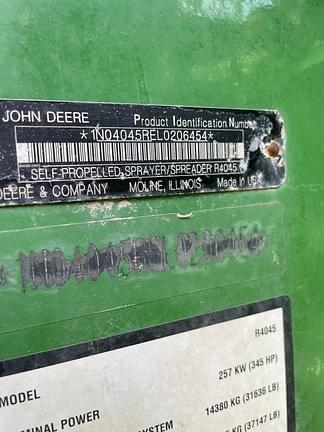 JOHN DEERE Product Identification Number
*1N04045REL0206454*
SELF-PROPELLED SPRAYER/SPREADER R4045
DEERE & COMPANY MOLINE, ILLINOIS Made in U.S.A.
MODEL R4045
NOMINAL POWER 257 KW (345 HP)
14380 KG (31636 LB)
KG (37147 LB)